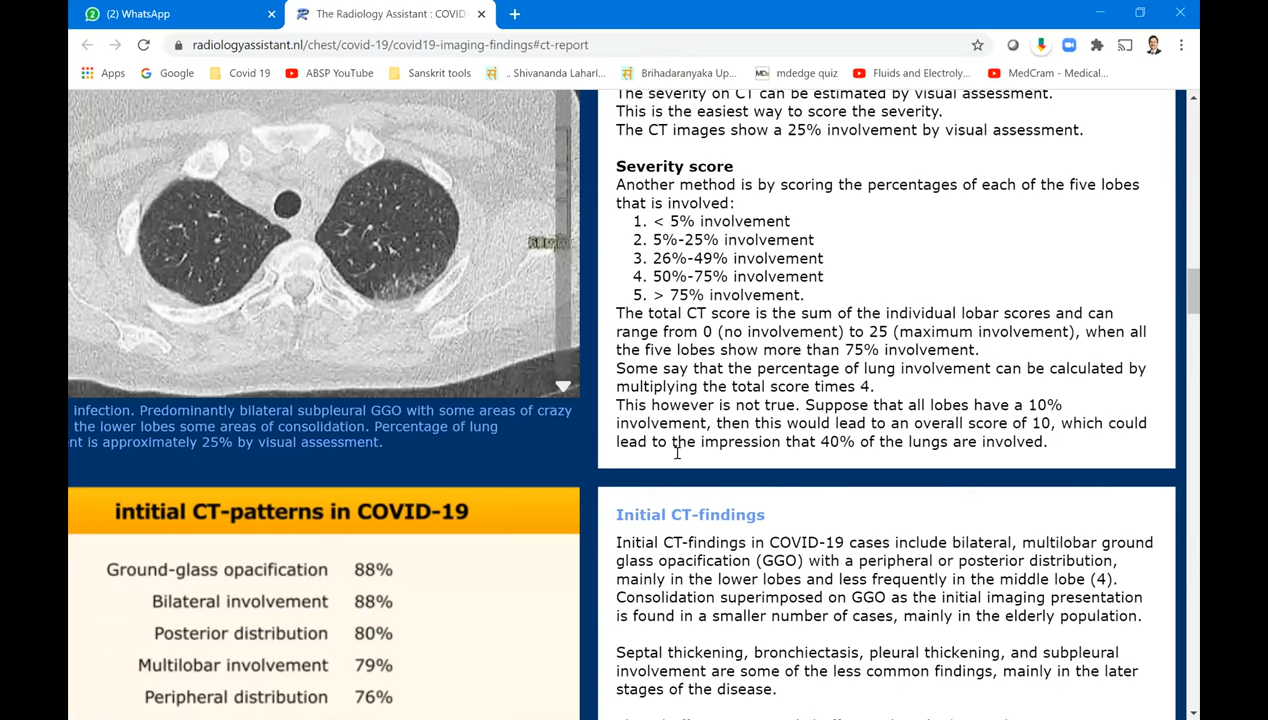 (2) WhatsApp
The Radiology Assistant : COVID-
radiologyassistant.nl/chest/covid-19/covid19-imaging-findings#ct-report
Apps Google Covid 19 ABSP YouTube Sanskrit tools .. Shivananda Laharī... Brihadaranyaka Up... mdedge quiz Fluids and Electroly... MedCram - Medical...
infection. Predominantly bilateral subpleural GGO with some areas of crazy
the lower lobes some areas of consolidation. Percentage of lung
nt is approximately 25% by visual assessment.
intitial CT-patterns in COVID-19
Ground-glass opacification 88%
Bilateral involvement 88%
Posterior distribution 80%
Multilobar involvement 79%
Peripheral distribution 76%
The severity on CT can be estimated by visual assessment.
This is the easiest way to score the severity.
The CT images show a 25% involvement by visual assessment.
Severity score
Another method is by scoring the percentages of each of the five lobes
that is involved:
1. < 5% involvement
2. 5%-25% involvement
3. 26%-49% involvement
4. 50%-75% involvement
5. > 75% involvement.
The total CT score is the sum of the individual lobar scores and can
range from 0 (no involvement) to 25 (maximum involvement), when all
the five lobes show more than 75% involvement.
Some say that the percentage of lung involvement can be calculated by
multiplying the total score times 4.
This however is not true. Suppose that all lobes have a 10%
involvement, then this would lead to an overall score of 10, which could
lead to the impression that 40% of the lungs are involved.
Initial CT-findings
Initial CT-findings in COVID-19 cases include bilateral, multilobar ground
glass opacification (GGO) with a peripheral or posterior distribution,
mainly in the lower lobes and less frequently in the middle lobe (4).
Consolidation superimposed on GGO as the initial imaging presentation
is found in a smaller number of cases, mainly in the elderly population.
Septal thickening, bronchiectasis, pleural thickening, and subpleural
involvement are some of the less common findings, mainly in the later
stages of the disease.